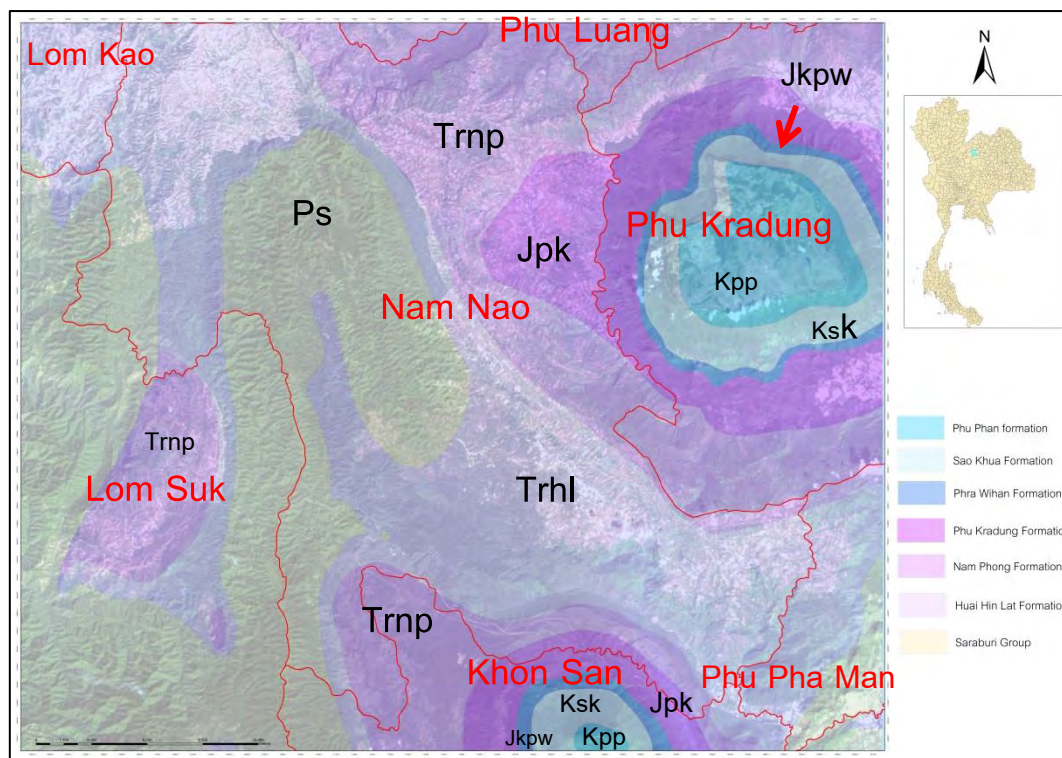 Phu Luang
Lom Kao
N
Jkpw
Trnp
Ps
Phu Kradung
Jpk
Kpp
Nam Nao
Ksk
Trnp
Lom Suk
Trhl
Phu Phan formation
Sao Khua Formation
Phra Wihan Formation
Phu Kradung Formatic
Nam Phong Formation
Huai Hin Lat Formatio
Saraburi Group
Trnp
Khon San
Phu Pha Man
Ksk
Jpk
Jkpw
Kpp